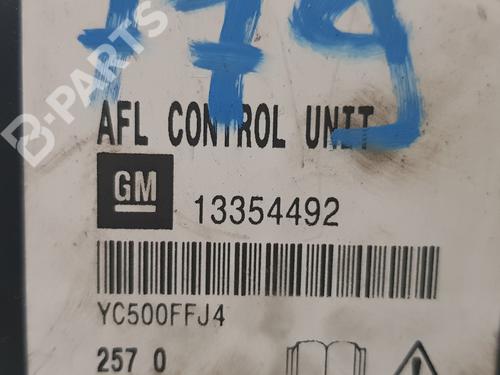 B-PARTS
AFL CONTROL UNIT
GM 13354492
YC500FFJ4
257 0